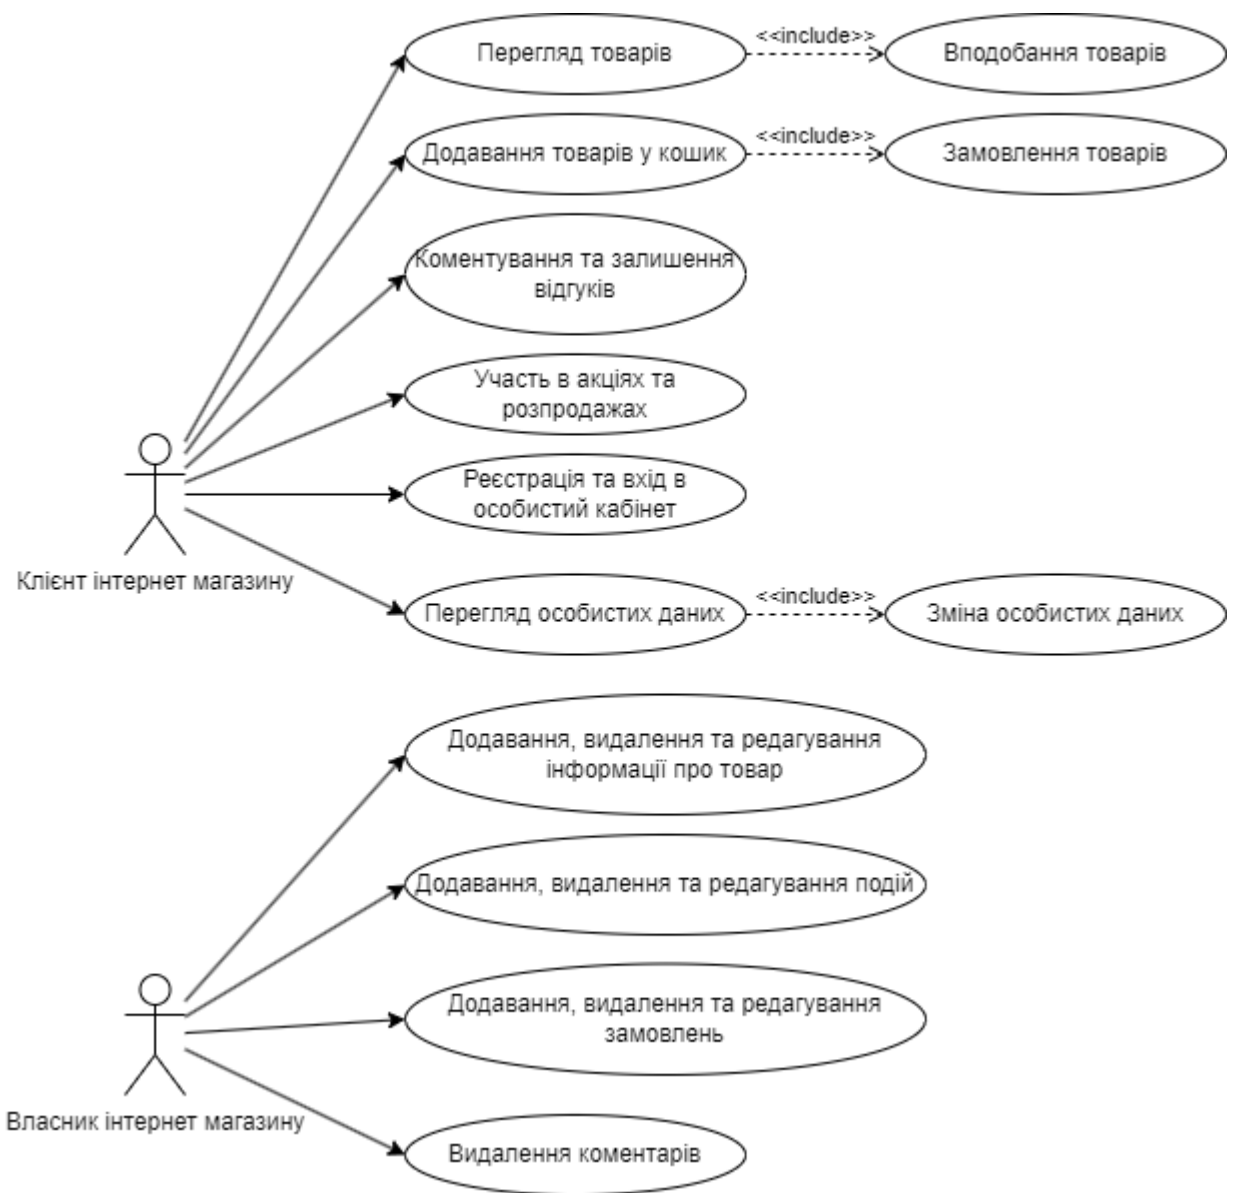 Перегляд товарів
<<include>>
Вподобання товарів
Додавання товарів у кошик
<<include>>
Замовлення товарів
Коментування та залишення
відгуків
Участь в акціях та
розпродажах
Реєстрація та вхід в
особистий кабінет
Клієнт інтернет магазину
Перегляд особистих даних
<<include>>
Зміна особистих даних
Додавання, видалення та редагування
інформації про товар
Додавання, видалення та редагування подій
Додавання, видалення та редагування
замовлень
Власник інтернет магазину
Видалення коментарів